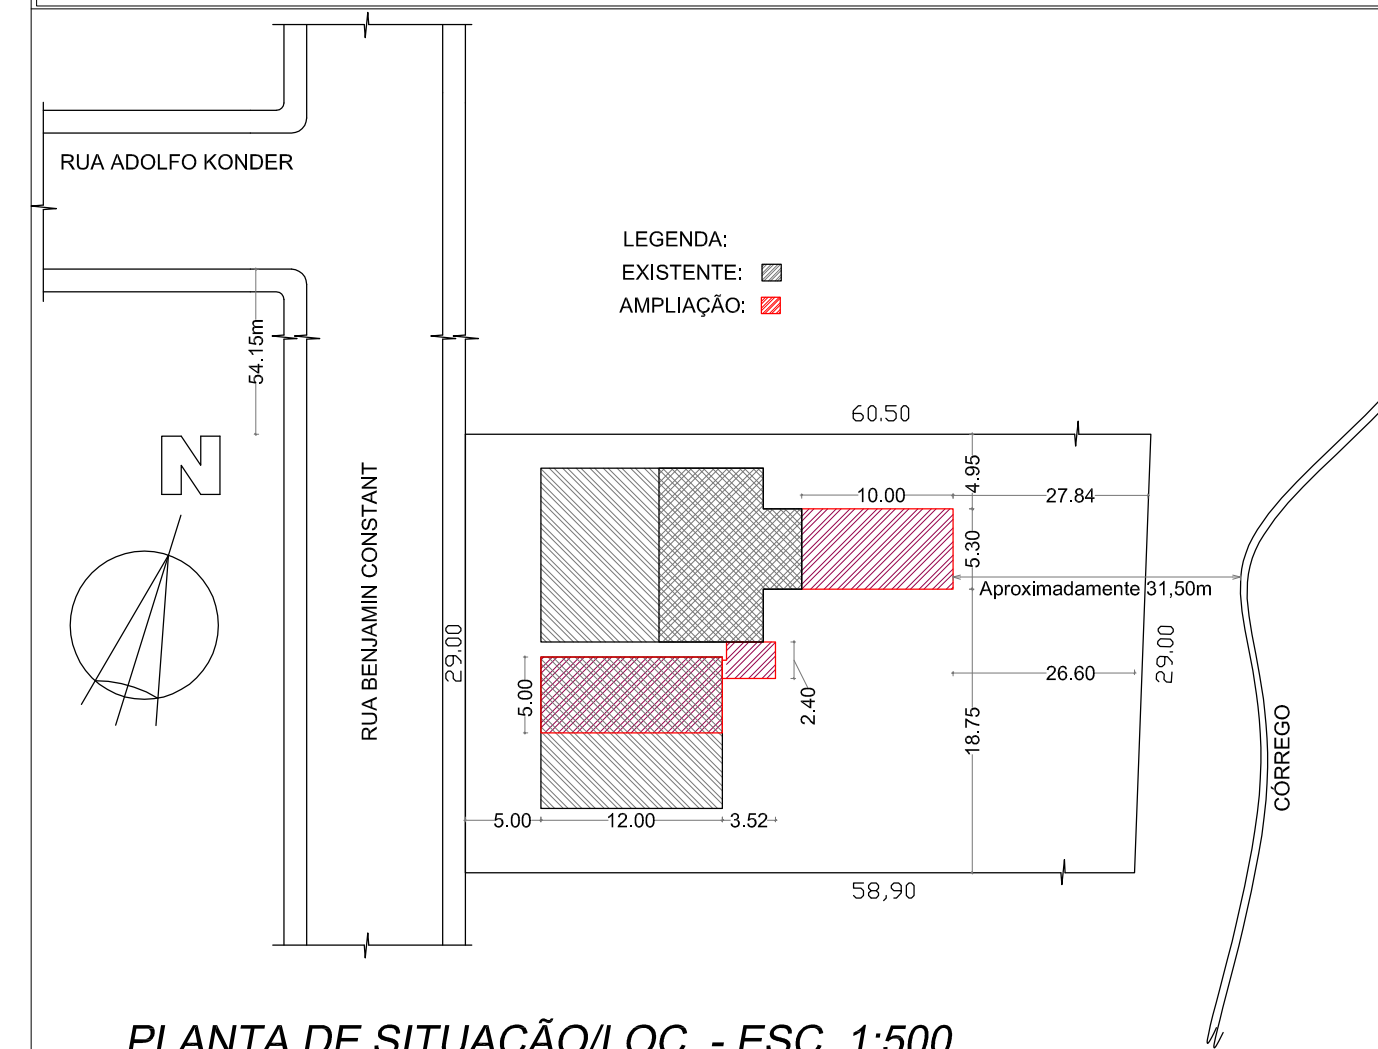 RUA ADOLFO KONDER
LEGENDA:
EXISTENTE:
AMPLIAÇÃO:
54.15m
N
RUA BENJAMIN CONSTANT
60.50
4.95
10.00
27.84
5.30
Aproximadamente 31,50m
29.00
29.00
5.00
2.40
26.60
18.75
CÓRREGO
5.00
12.00
3.52
58,90
PLANTA DE SITUAÇÃO/LOC. - ESC. 1:500